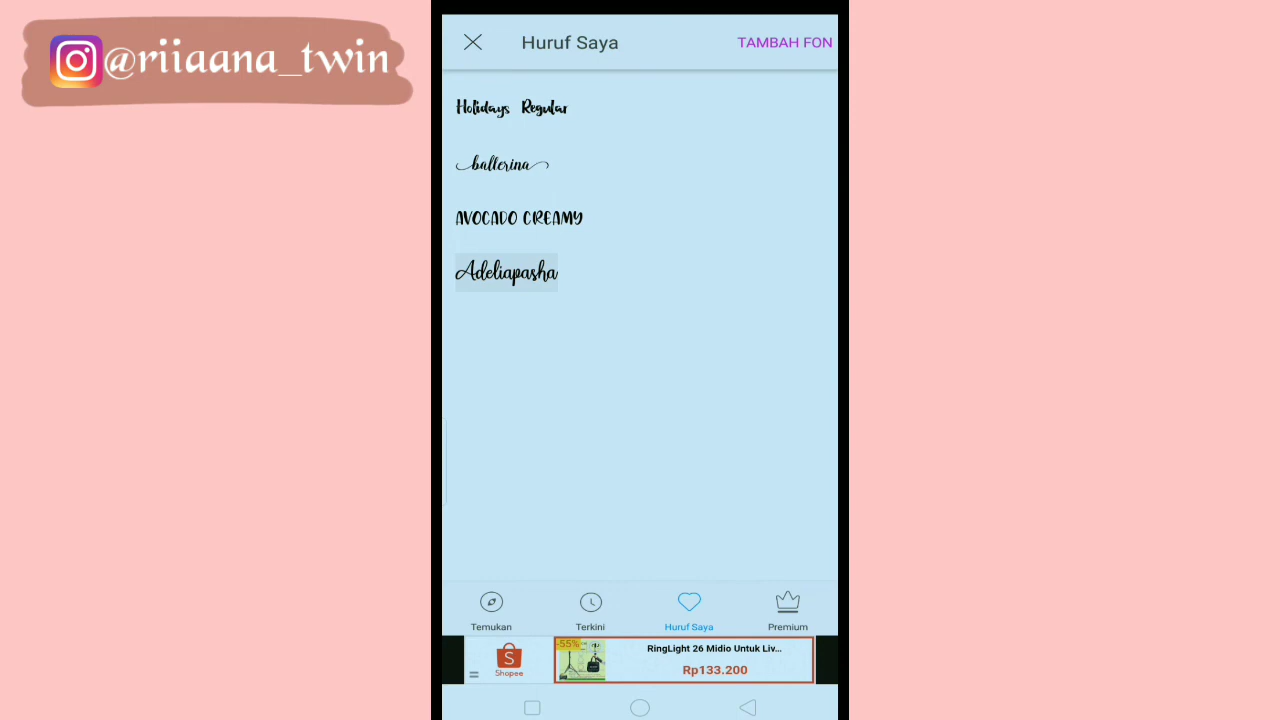 @riiaana_twin
Huruf Saya
TAMBAH FON
Holidays Regular
ballerina
AVOCADO CREAMY
Adeliapasha
Temukan
Terkini
Huruf Saya
Premium
Shopee
-55%
RingLight 26 Midio Untuk Liv...
Rp133.200